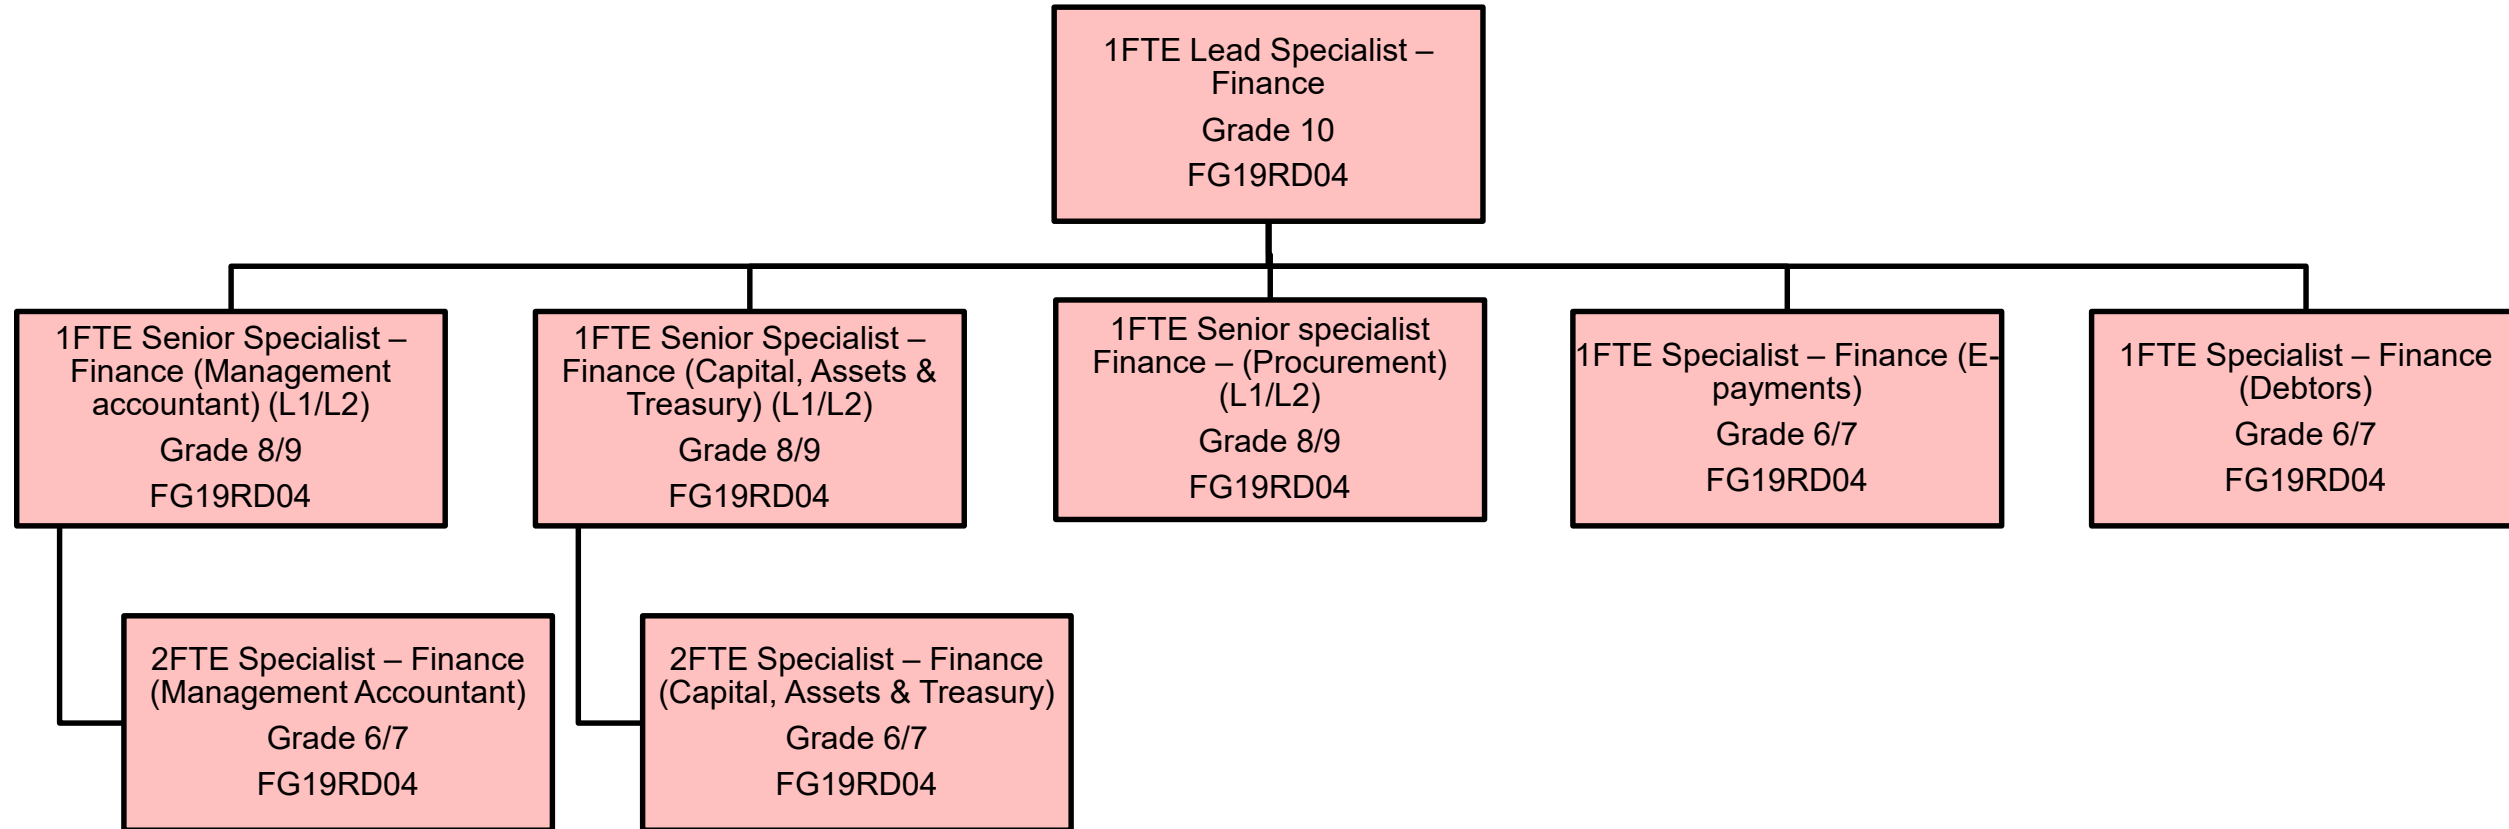 1FTE Lead Specialist –
Finance
Grade 10
FG19RD04
1FTE Senior Specialist –
Finance (Management
accountant) (L1/L2)
Grade 8/9
FG19RD04
1FTE Senior Specialist –
Finance (Capital, Assets &
Treasury) (L1/L2)
Grade 8/9
FG19RD04
1FTE Senior specialist
Finance – (Procurement)
(L1/L2)
Grade 8/9
FG19RD04
1FTE Specialist – Finance (E-
payments)
Grade 6/7
FG19RD04
1FTE Specialist – Finance
(Debtors)
Grade 6/7
FG19RD04
2FTE Specialist – Finance
(Management Accountant)
Grade 6/7
FG19RD04
2FTE Specialist – Finance
(Capital, Assets & Treasury)
Grade 6/7
FG19RD04